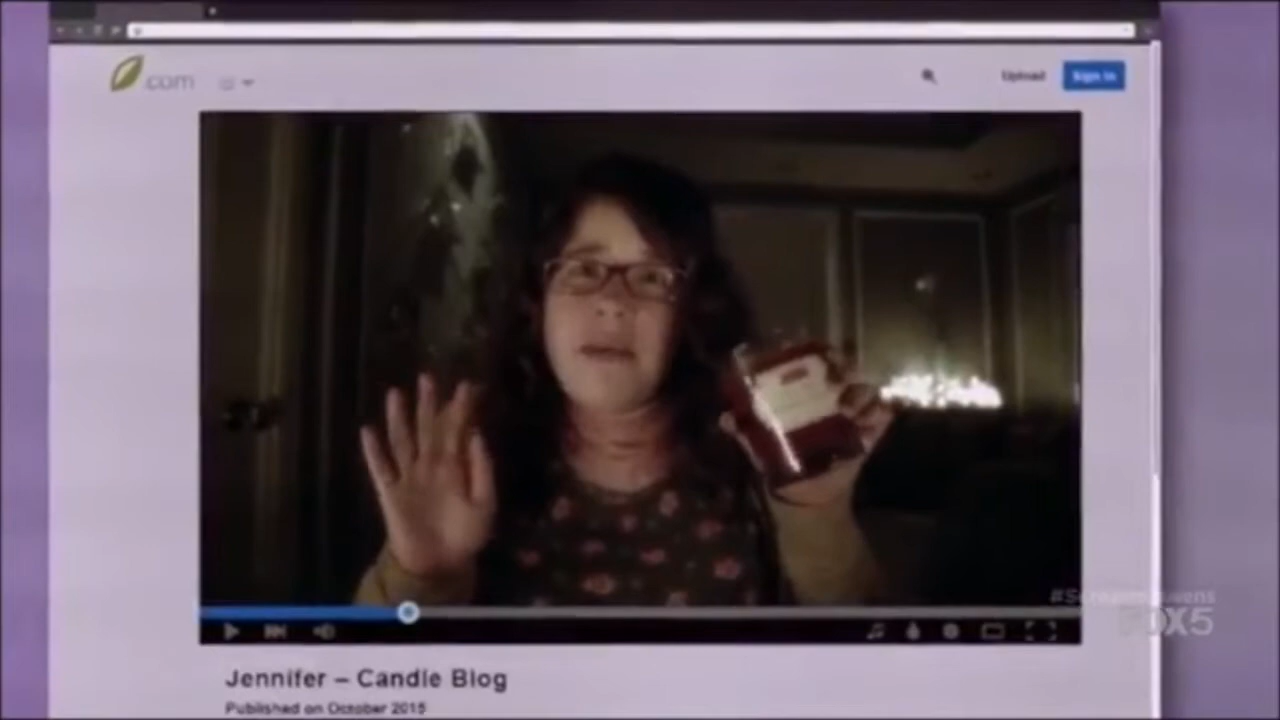 .com
Upload
Sign in
Jennifer – Candle Blog
Published on October 2015
#ScreamQueens
FOX5